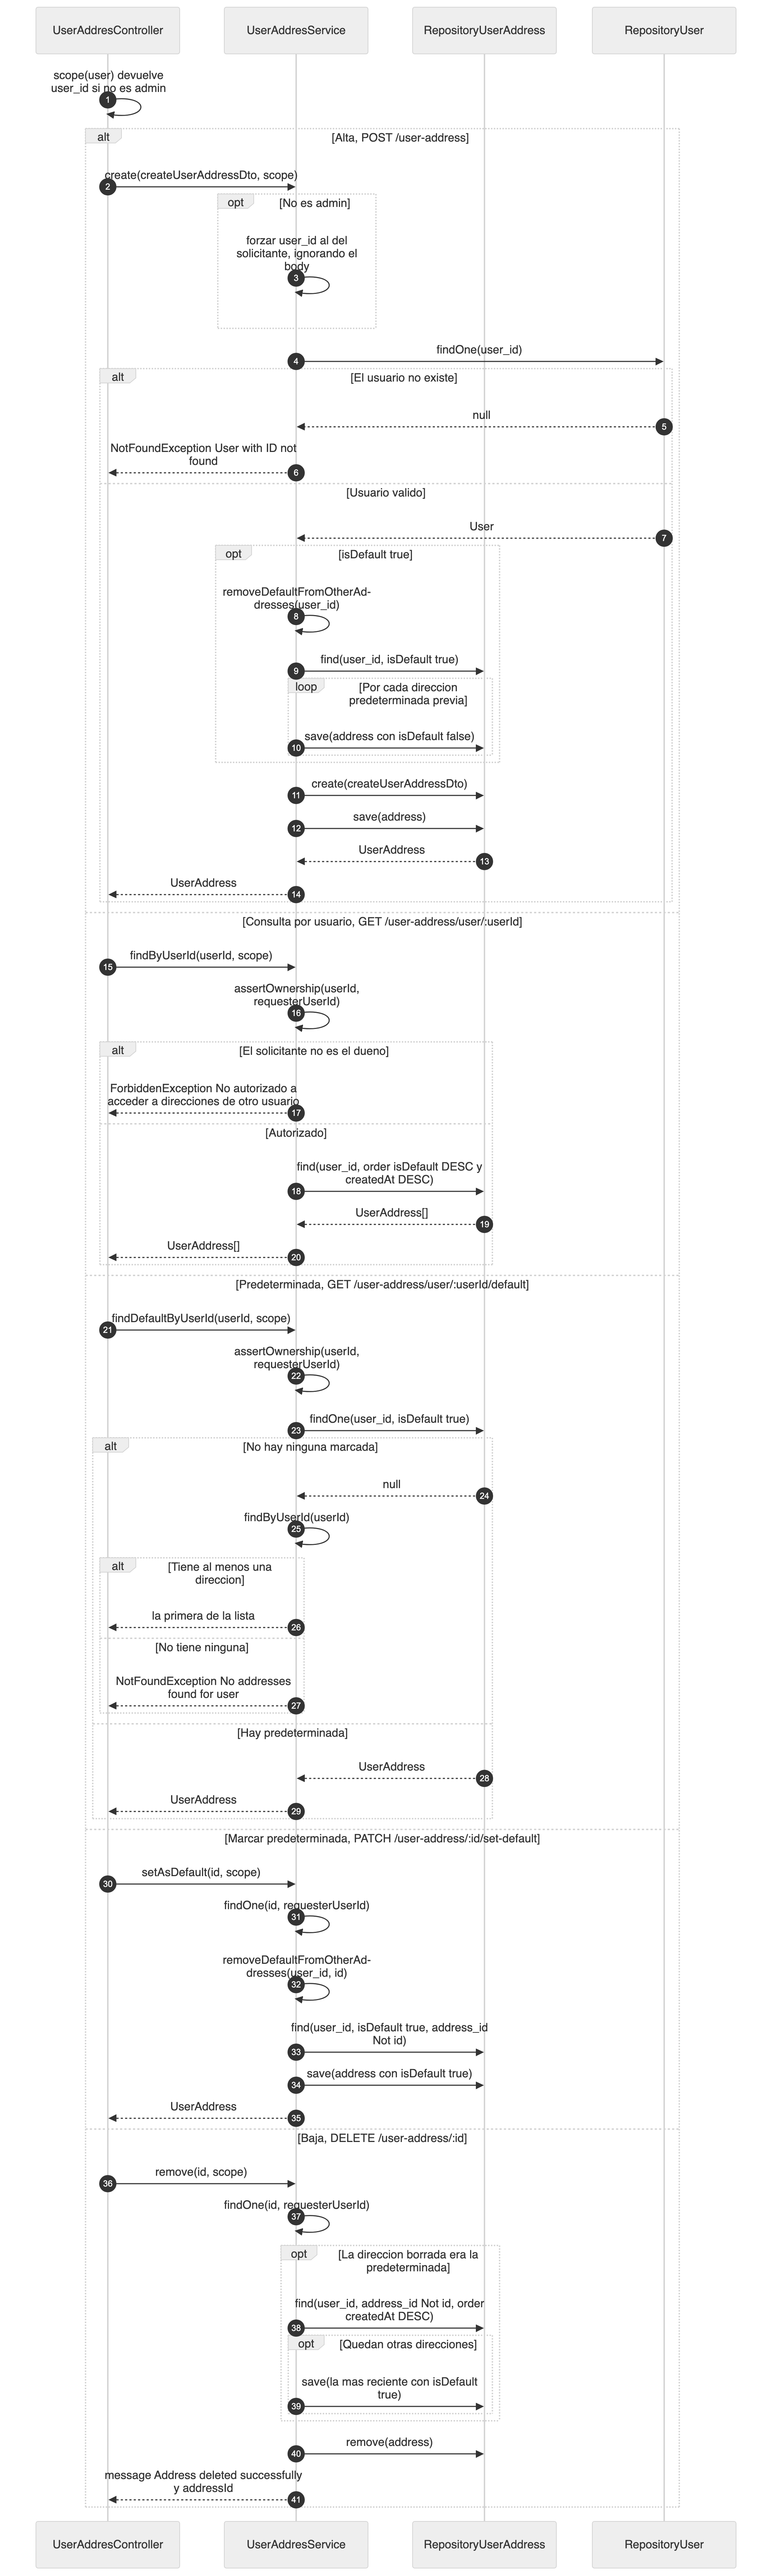 UserAddresController
UserAddresService
RepositoryUserAddress
RepositoryUser
scope(user) devuelve
user_id si no es admin
1
alt
[Alta, POST /user-address]
create(createUserAddressDto, scope)
2
opt
[No es admin]
forzar user_id al del
solicitante, ignorando el
body
3
findOne(user_id)
4
alt
[El usuario no existe]
null
5
NotFoundException User with ID not
found
6
[Usuario valido]
User
7
opt
[isDefault true]
removeDefaultFromOtherAd-
dresses(user_id)
8
find(user_id, isDefault true)
9
loop
[Por cada direccion
predeterminada previa]
save(address con isDefault false)
10
create(createUserAddressDto)
11
save(address)
12
UserAddress
13
UserAddress
14
[Consulta por usuario, GET /user-address/user/:userId]
findByUserId(userId, scope)
15
assertOwnership(userId,
requesterUserId)
16
alt
[El solicitante no es el dueno]
ForbiddenException No autorizado a
acceder a direcciones de otro usuario
17
[Autorizado]
find(user_id, order isDefault DESC y
createdAt DESC)
18
UserAddress[]
19
UserAddress[]
20
[Predeterminada, GET /user-address/user/:userId/default]
findDefaultByUserId(userId, scope)
21
assertOwnership(userId,
requesterUserId)
22
findOne(user_id, isDefault true)
23
alt
[No hay ninguna marcada]
null
24
findByUserId(userId)
25
alt
[Tiene al menos una
direccion]
la primera de la lista
26
[No tiene ninguna]
NotFoundException No addresses
found for user
27
[Hay predeterminada]
UserAddress
28
UserAddress
29
[Marcar predeterminada, PATCH /user-address/:id/set-default]
setAsDefault(id, scope)
30
findOne(id, requesterUserId)
31
removeDefaultFromOtherAd-
dresses(user_id, id)
32
find(user_id, isDefault true, address_id
Not id)
33
save(address con isDefault true)
34
UserAddress
35
[Baja, DELETE /user-address/:id]
remove(id, scope)
36
findOne(id, requesterUserId)
37
opt
[La direccion borrada era la
predeterminada]
find(user_id, address_id Not id, order
createdAt DESC)
38
opt
[Quedan otras direcciones]
save(la mas reciente con isDefault
true)
39
remove(address)
40
message Address deleted successfully
y addressId
41
UserAddresController
UserAddresService
RepositoryUserAddress
RepositoryUser